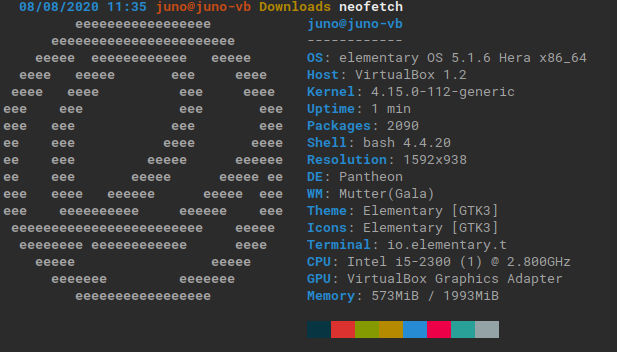 08/08/2020 11:35 juno@juno-vb Downloads neofetch
         eeeeeeeeeeeeeeeee            juno@juno-vb
      eeeeeeeeeeeeeeeeeeeeeee         ------------
    eeeee  eeeeeeeeeeee   eeeee       OS: elementary OS 5.1.6 Hera x86_64
  eeee   eeeee       eee     eeee     Host: VirtualBox 1.2
 eeee   eeee          eee     eeee    Kernel: 4.15.0-112-generic
eee    eee            eee       eee   Uptime: 1 min
eee   eee            eee        eee   Packages: 2090
ee    eee           eeee       eeee   Shell: bash 4.4.20
ee    eee         eeeee      eeeeee   Resolution: 1592x938
ee    eee       eeeee      eeeee ee   DE: Pantheon
eee   eeee   eeeeee      eeeee  eee   WM: Mutter(Gala)
eee    eeeeeeeeee     eeeeee    eee   Theme: Elementary [GTK3]
 eeeeeeeeeeeeeeeeeeeeeeee    eeeee    Icons: Elementary [GTK3]
  eeeeeeee eeeeeeeeeeee      eeee     Terminal: io.elementary.t
    eeeee                 eeeee       CPU: Intel i5-2300 (1) @ 2.800GHz
      eeeeeee         eeeeeee         GPU: VirtualBox Graphics Adapter
         eeeeeeeeeeeeeeeee            Memory: 573MiB / 1993MiB